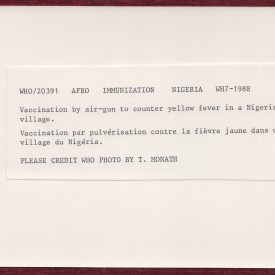 WHO/20391 AFRO IMMUNIZATION NIGERIA WH7-1988
Vaccination by air-gun to counter yellow fever in a Nigeria
village.
Vaccination par pulvérisation contre la fièvre jaune dans
village du Nigéria.
PLEASE CREDIT WHO PHOTO BY T. MONATH